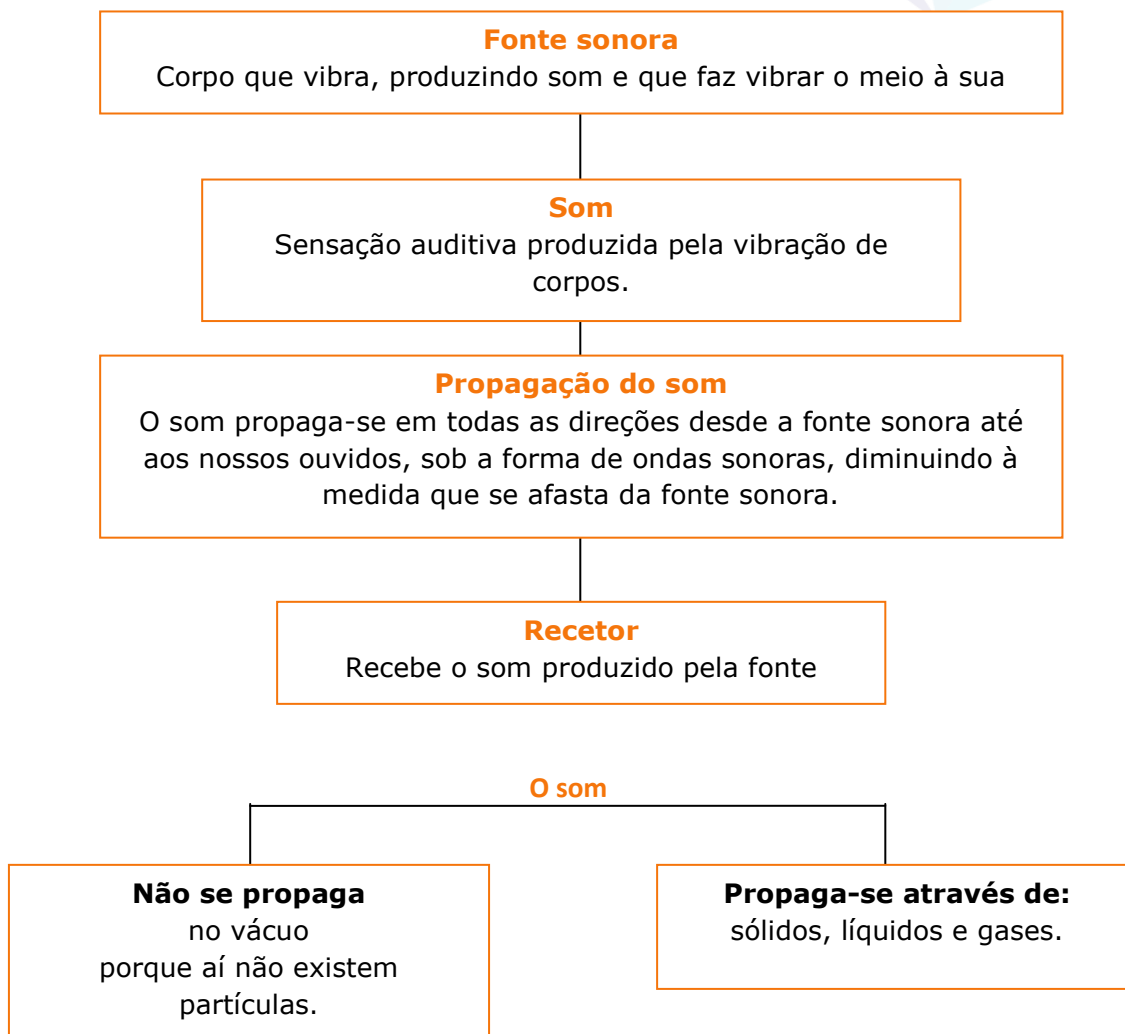 Fonte sonora
Corpo que vibra, produzindo som e que faz vibrar o meio à sua
Som
Sensação auditiva produzida pela vibração de
corpos.
Propagação do som
O som propaga-se em todas as direções desde a fonte sonora até
aos nossos ouvidos, sob a forma de ondas sonoras, diminuindo à
medida que se afasta da fonte sonora.
Recetor
Recebe o som produzido pela fonte
O som
Não se propaga
no vácuo
porque aí não existem
partículas.
Propaga-se através de:
sólidos, líquidos e gases.